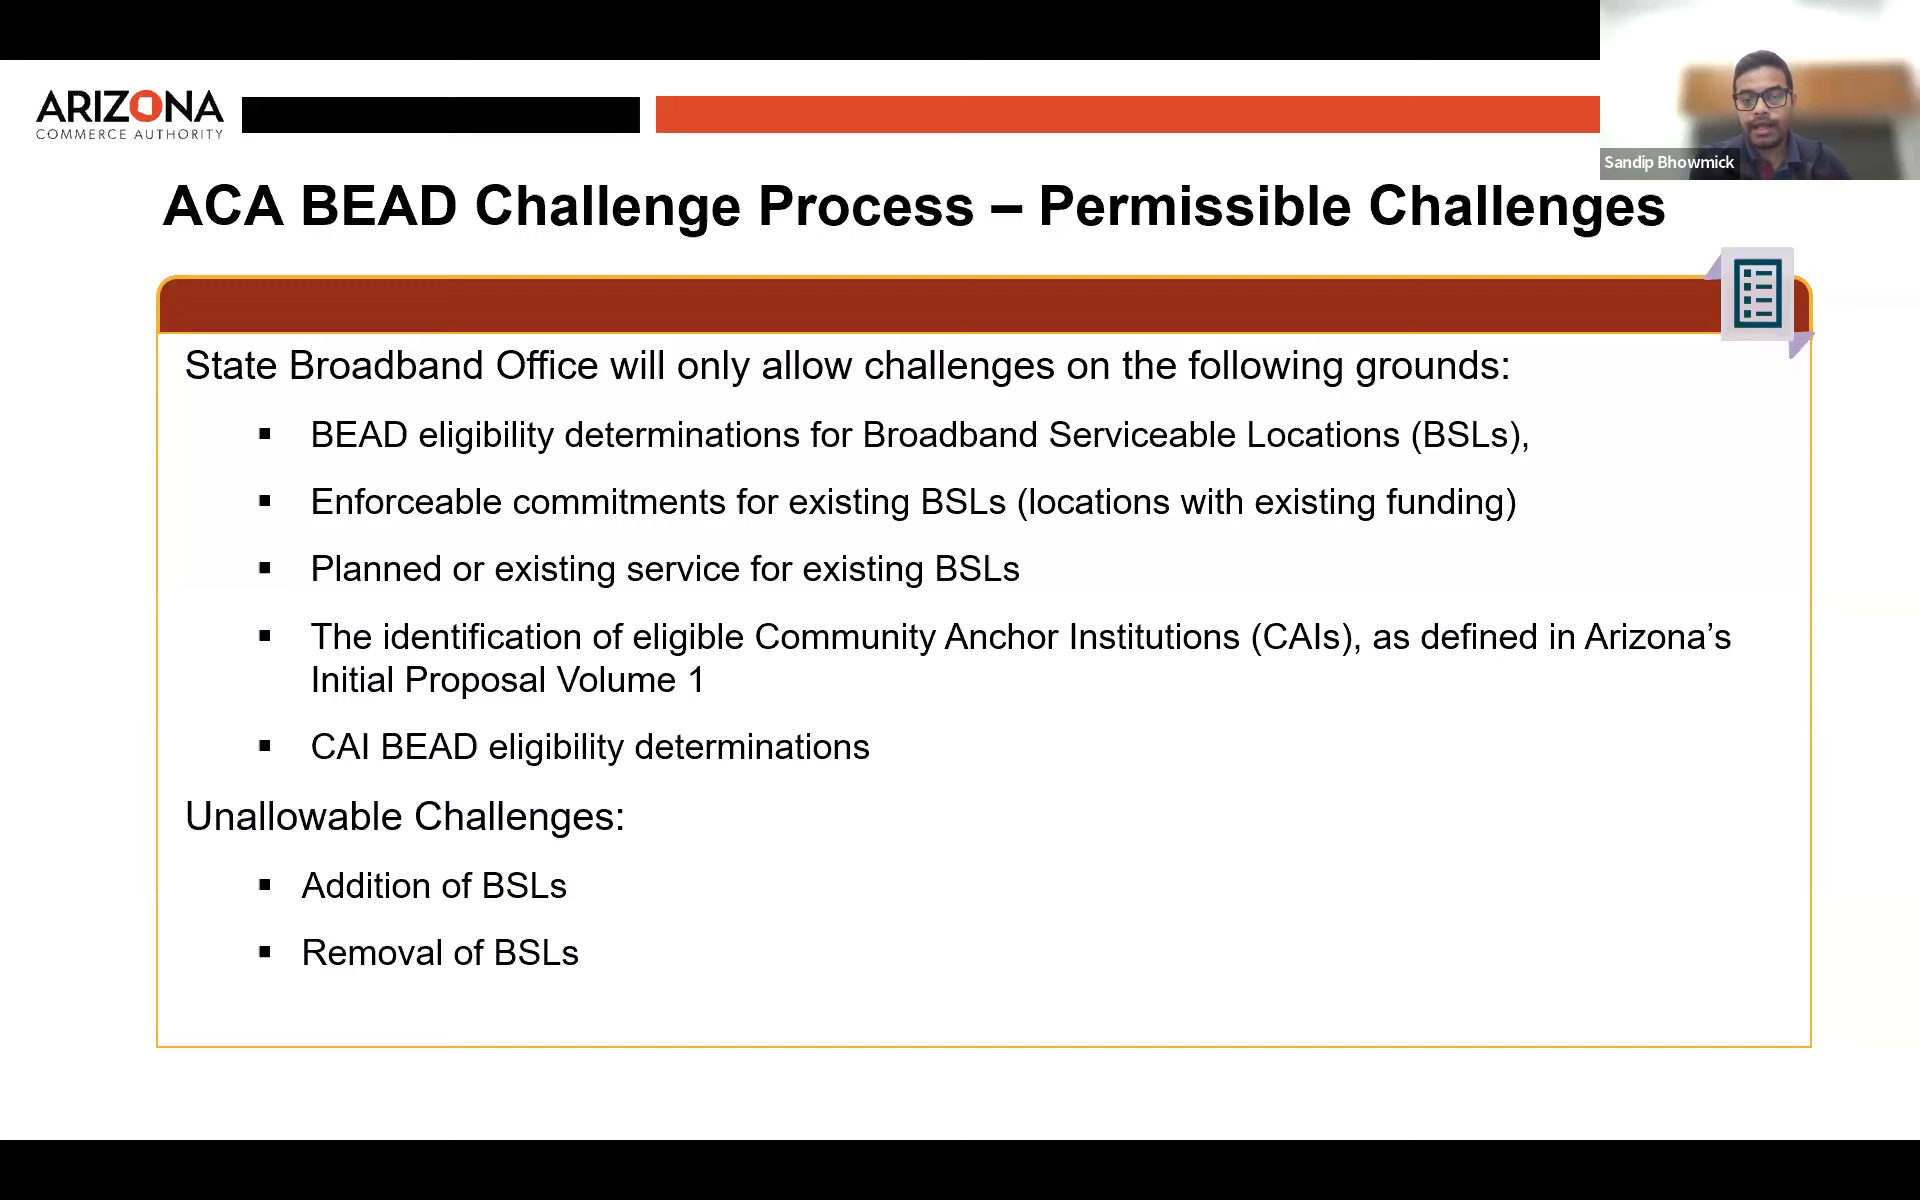 ARIZONA
COMMERCE AUTHORITY
Sandip Bhowmick
ACA BEAD Challenge Process – Permissible Challenges
State Broadband Office will only allow challenges on the following grounds:
▪ BEAD eligibility determinations for Broadband Serviceable Locations (BSLs),
▪ Enforceable commitments for existing BSLs (locations with existing funding)
▪ Planned or existing service for existing BSLs
▪ The identification of eligible Community Anchor Institutions (CAIs), as defined in Arizona’s
Initial Proposal Volume 1
▪ CAI BEAD eligibility determinations
Unallowable Challenges:
▪ Addition of BSLs
▪ Removal of BSLs